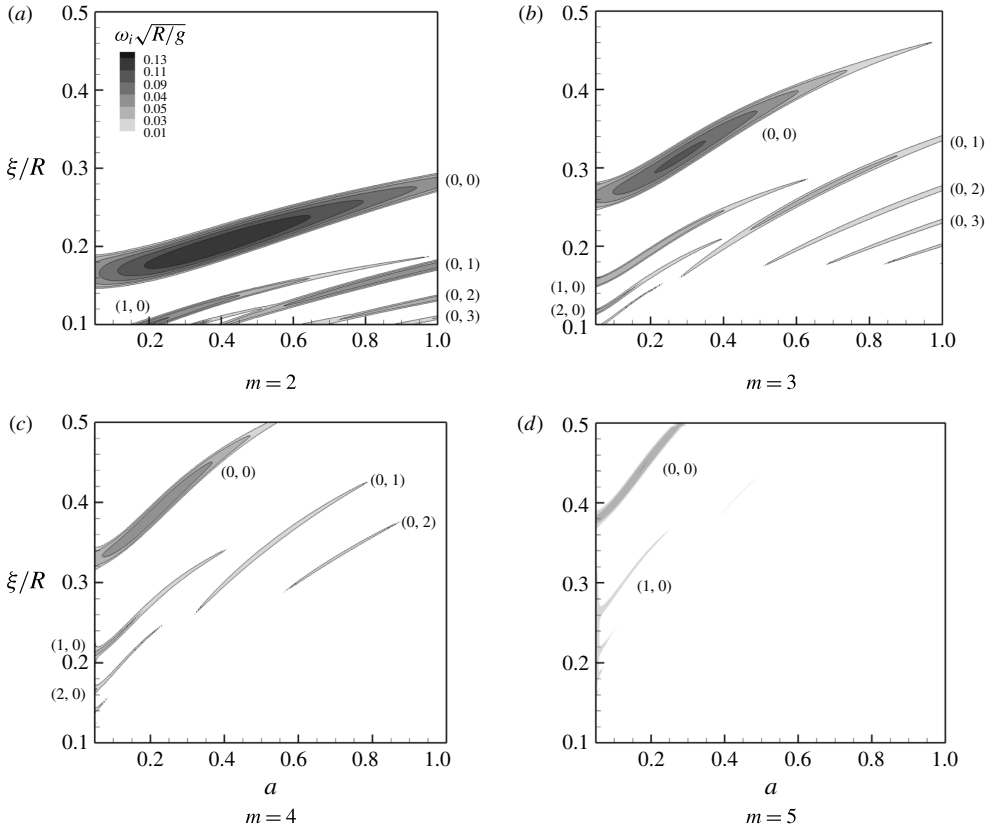 (a)
0.5
0.4
0.3
0.2
0.1
ξ/R
ω_i √R/g
0.13
0.11
0.09
0.04
0.05
0.03
0.01
(0, 0)
(0, 1)
(0, 2)
(0, 3)
(1, 0)
0.2 0.4 0.6 0.8 1.0
m = 2
(b)
0.5
0.4
0.3
0.2
0.1
(0, 0)
(0, 1)
(0, 2)
(0, 3)
(1, 0)
(2, 0)
0.2 0.4 0.6 0.8 1.0
m = 3
(c)
0.5
0.4
0.3
0.2
0.1
ξ/R
(0, 0)
(0, 1)
(0, 2)
(1, 0)
(2, 0)
0.2 0.4 0.6 0.8 1.0
a
m = 4
(d)
0.5
0.4
0.3
0.2
0.1
(0, 0)
(1, 0)
0.2 0.4 0.6 0.8 1.0
a
m = 5